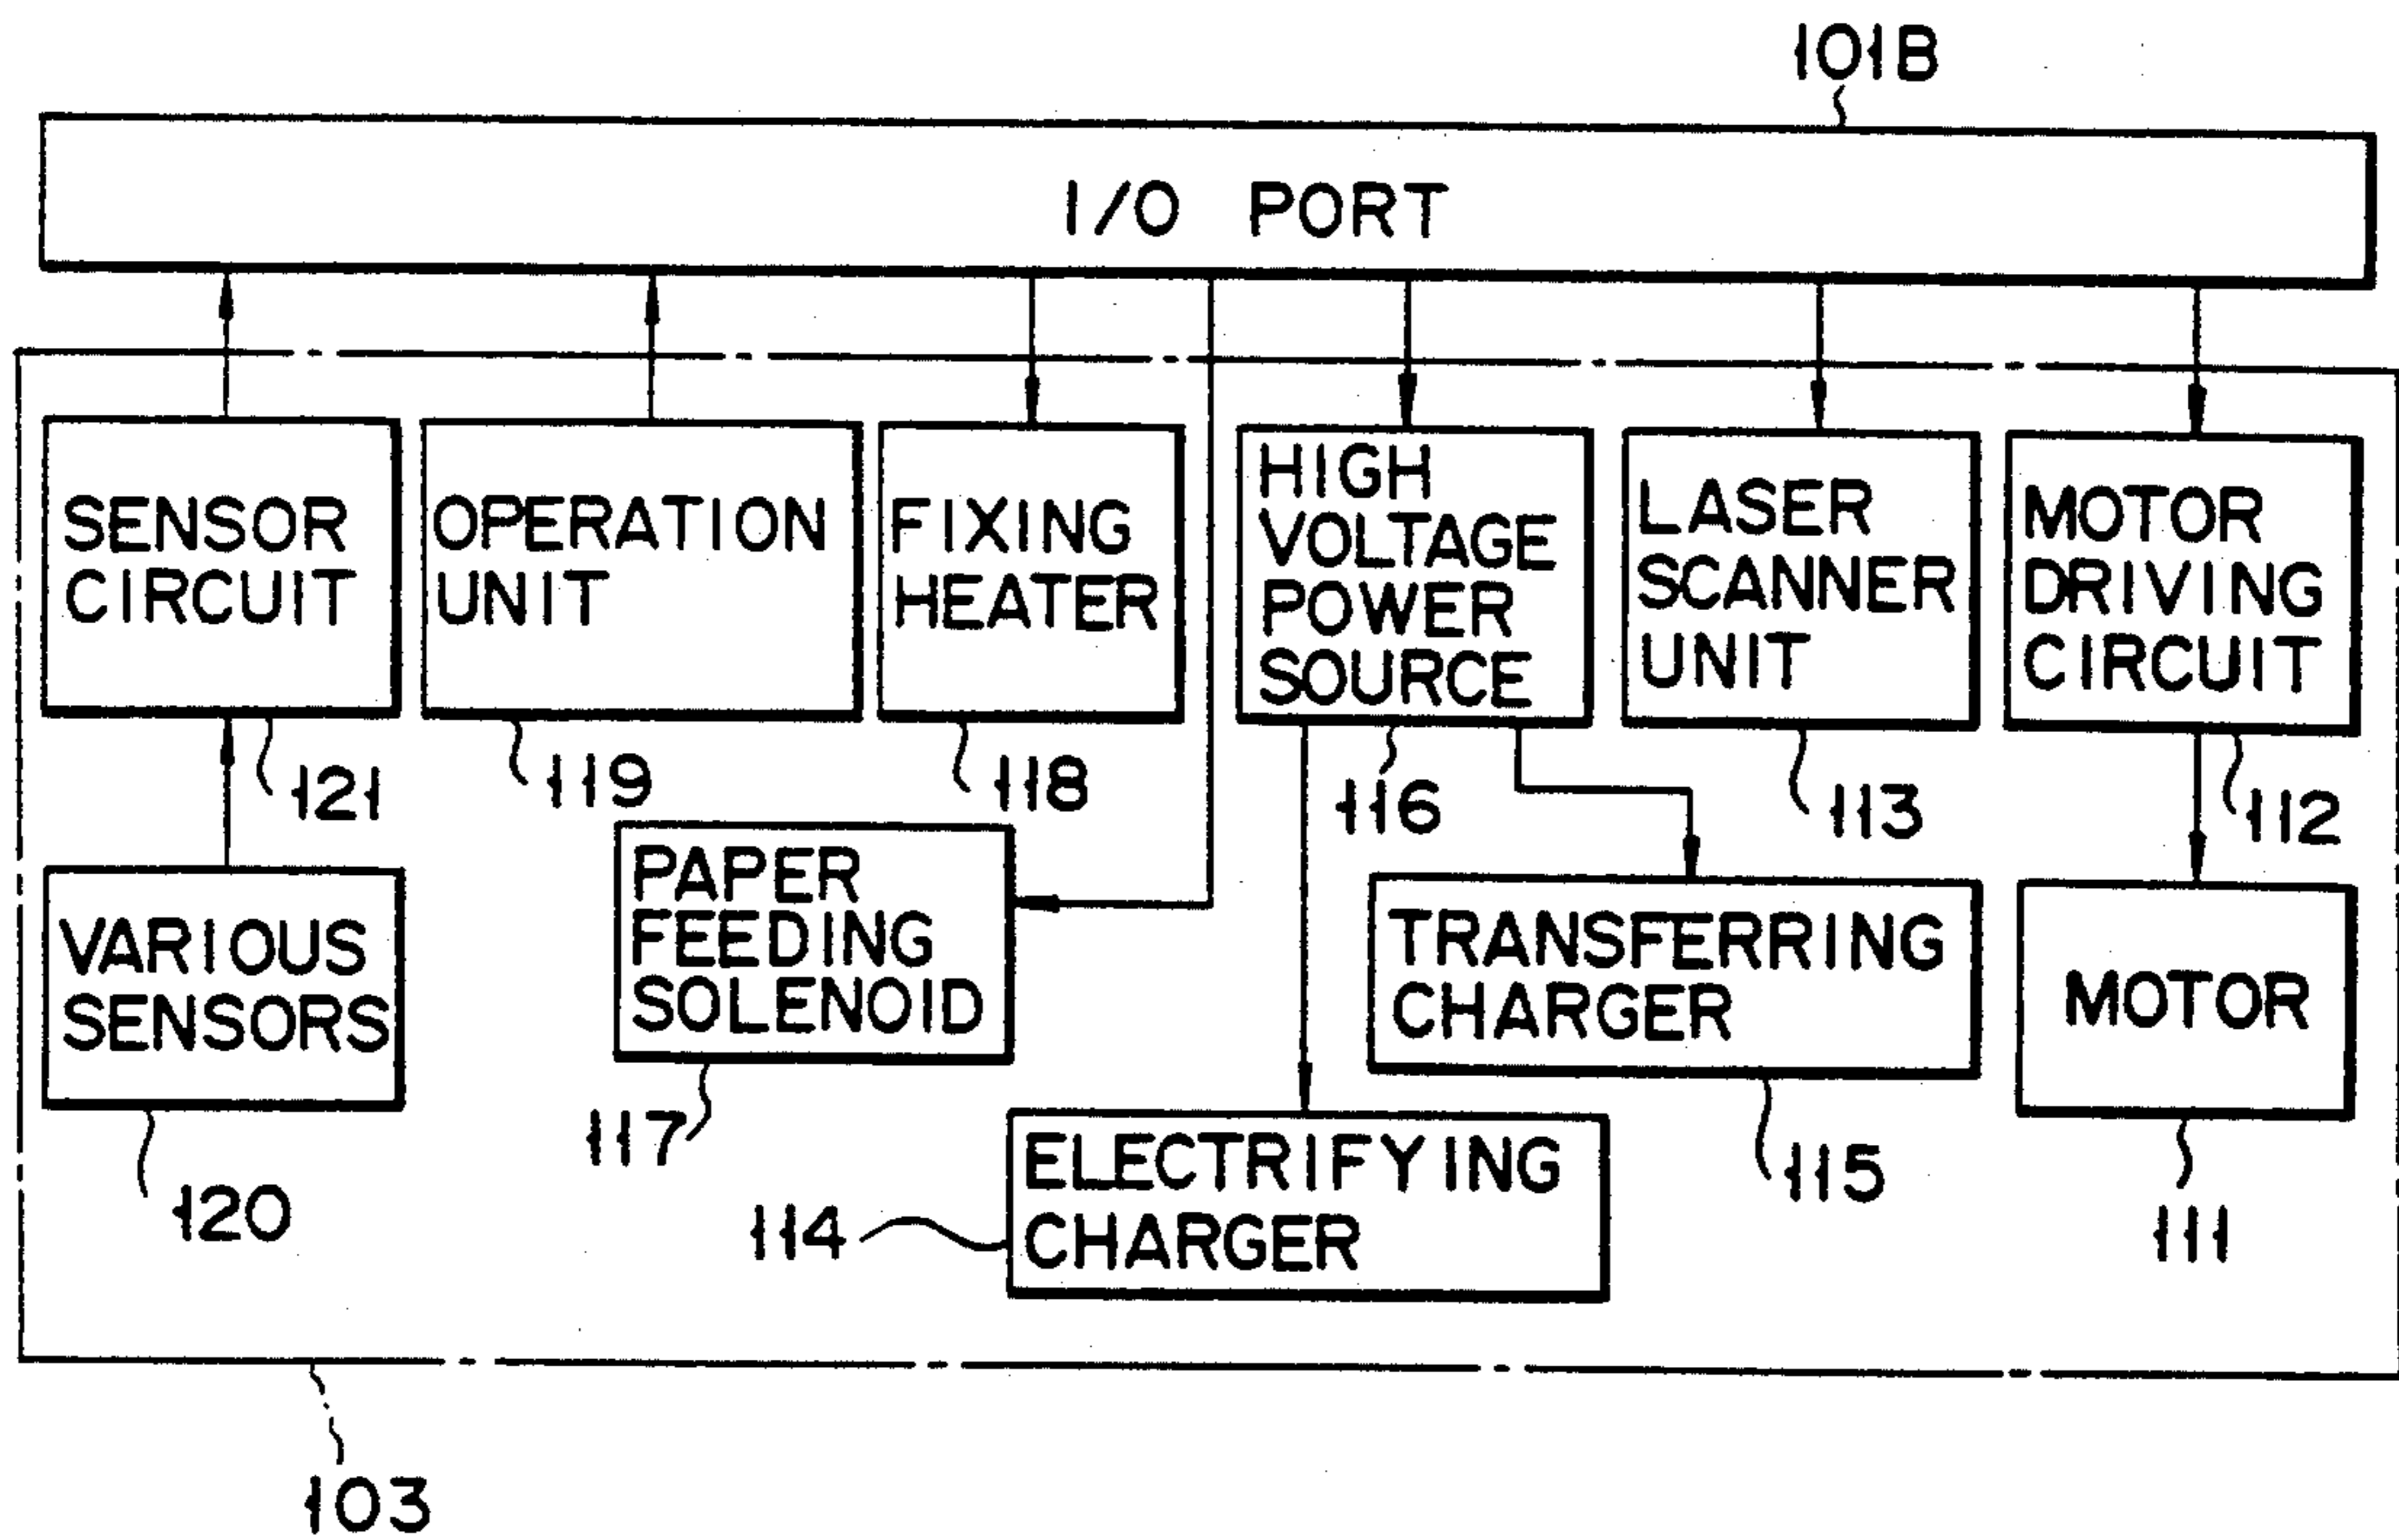 101B
I/O PORT
SENSOR
CIRCUIT
OPERATION
UNIT
FIXING
HEATER
HIGH
VOLTAGE
POWER
SOURCE
LASER
SCANNER
UNIT
MOTOR
DRIVING
CIRCUIT
121
119
118
116
113
112
VARIOUS
SENSORS
PAPER
FEEDING
SOLENOID
TRANSFERRING
CHARGER
MOTOR
120
117
ELECTRIFYING
CHARGER
114
115
111
103